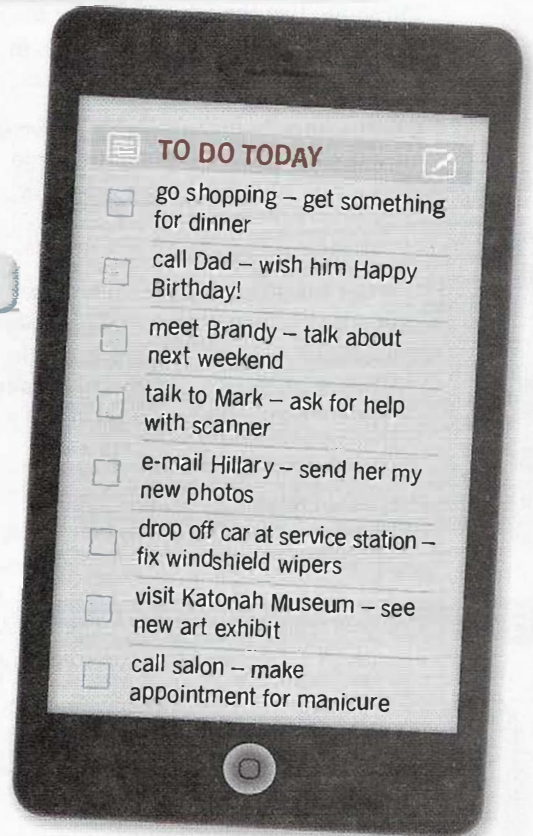 TO DO TODAY
go shopping – get something
for dinner
call Dad – wish him Happy
Birthday!
meet Brandy – talk about
next weekend
talk to Mark – ask for help
with scanner
e-mail Hillary – send her my
new photos
drop off car at service station –
fix windshield wipers
visit Katonah Museum – see
new art exhibit
call salon – make
appointment for manicure